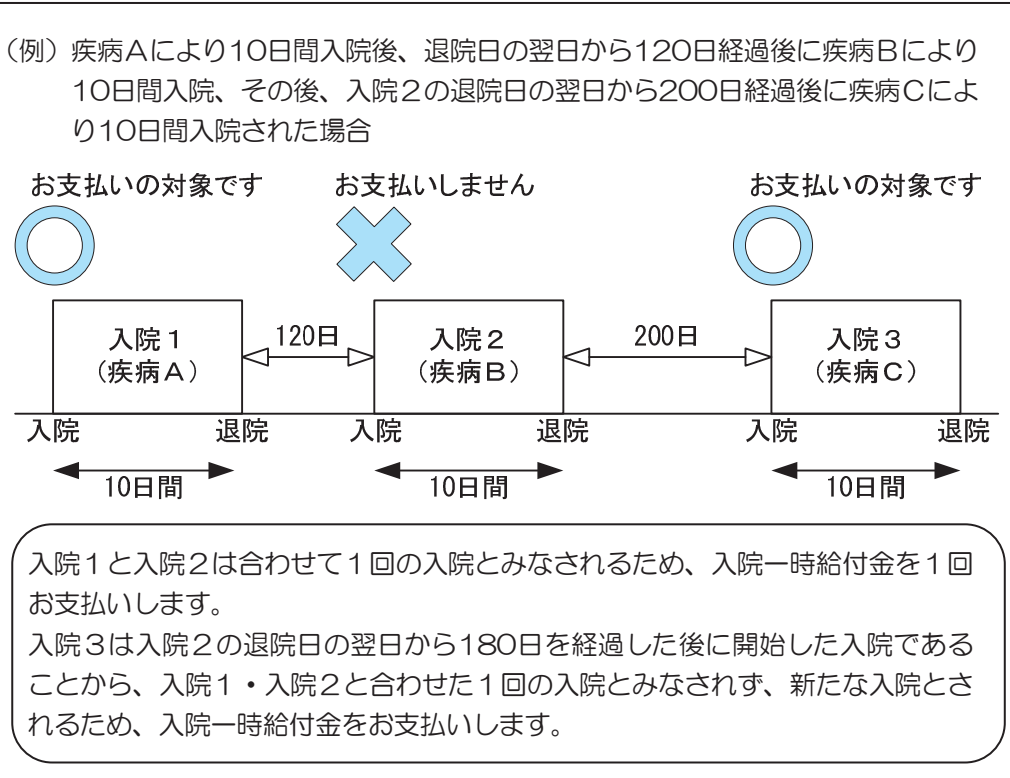 （例）疾病Aにより10日間入院後、退院日の翌日から120日経過後に疾病Bにより
10日間入院、その後、入院2の退院日の翌日から200日経過後に疾病Cによ
り10日間入院された場合
お支払いの対象です
お支払いしません
お支払いの対象です
入院１
（疾病Ａ）
120日
入院２
（疾病Ｂ）
200日
入院３
（疾病Ｃ）
入院
退院
入院
退院
入院
退院
10日間
10日間
10日間
入院1と入院2は合わせて1回の入院とみなされるため、入院一時給付金を1回
お支払いします。
入院3は入院2の退院日の翌日から180日を経過した後に開始した入院である
ことから、入院1・入院2と合わせた1回の入院とみなされず、新たな入院とさ
れるため、入院一時給付金をお支払いします。